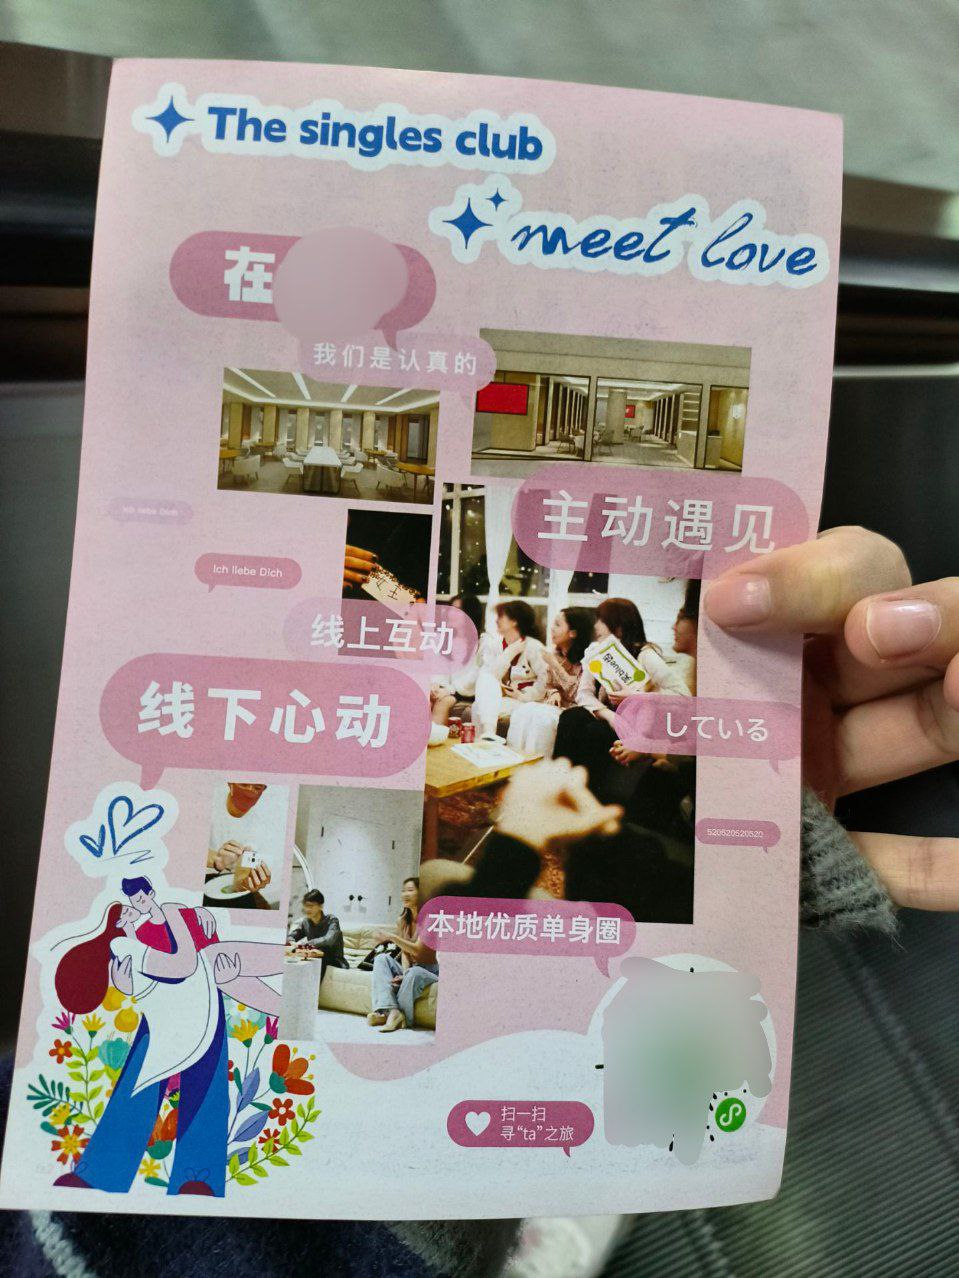 The singles club
meet love
在
我们是认真的
主动遇见
Ich liebe Dich
Ich liebe Dich
女王
线上互动
线下心动
している
520520520520
本地优质单身圈
扫一扫
寻“ta”之旅